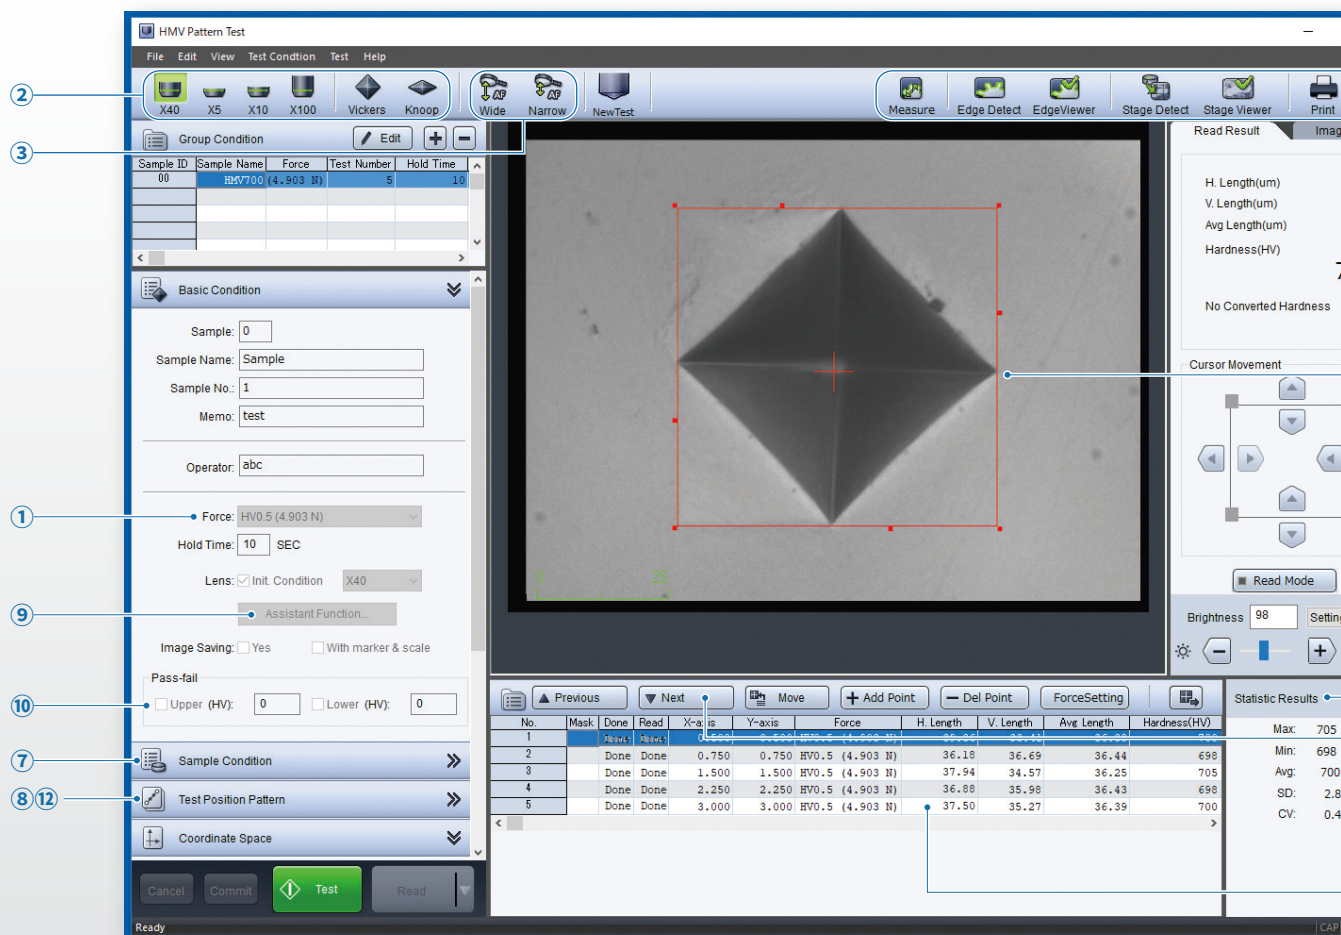 HMV Pattern Test
File Edit View Test Condtion Test Help
②
X40 X5 X10 X100 Vickers Knoop Wide Narrow NewTest Measure Edge Detect EdgeViewer Stage Detect Stage Viewer Print
③
Group Condition Edit
Sample ID Sample Name Force Test Number Hold Time
00 HMV700 (4.903 N) 5 10
Basic Condition
Sample: 0
Sample Name: Sample
Sample No.: 1
Memo: test
Operator: abc
①
Force: HV0.5 (4.903 N)
Hold Time: 10 SEC
Lens: Init. Condition X40
⑨
Assistant Function...
Image Saving: Yes With marker & scale
Pass-fail
⑩
Upper (HV): 0 Lower (HV): 0
⑦
Sample Condition
⑧⑫
Test Position Pattern
Coordinate Space
Cancel Commit Test Read
Ready
0 25
Read Result Imag
H. Length(um)
V. Length(um)
Avg Length(um)
Hardness(HV)
No Converted Hardness
Cursor Movement
Read Mode
Brightness 98 Setting
Previous Next Move Add Point Del Point ForceSetting
No. Mask Done Read X-axis Y-axis Force H. Length V. Length Avg Length Hardness(HV)
1
2 Done Done 0.750 0.750 HV0.5 (4.903 N) 36.18 36.69 36.44 698
3 Done Done 1.500 1.500 HV0.5 (4.903 N) 37.94 34.57 36.25 705
4 Done Done 2.250 2.250 HV0.5 (4.903 N) 36.88 35.98 36.43 698
5 Done Done 3.000 3.000 HV0.5 (4.903 N) 37.50 35.27 36.39 700
Statistic Results
Max: 705
Min: 698
Avg: 700
SD: 2.8
CV: 0.4
CAP